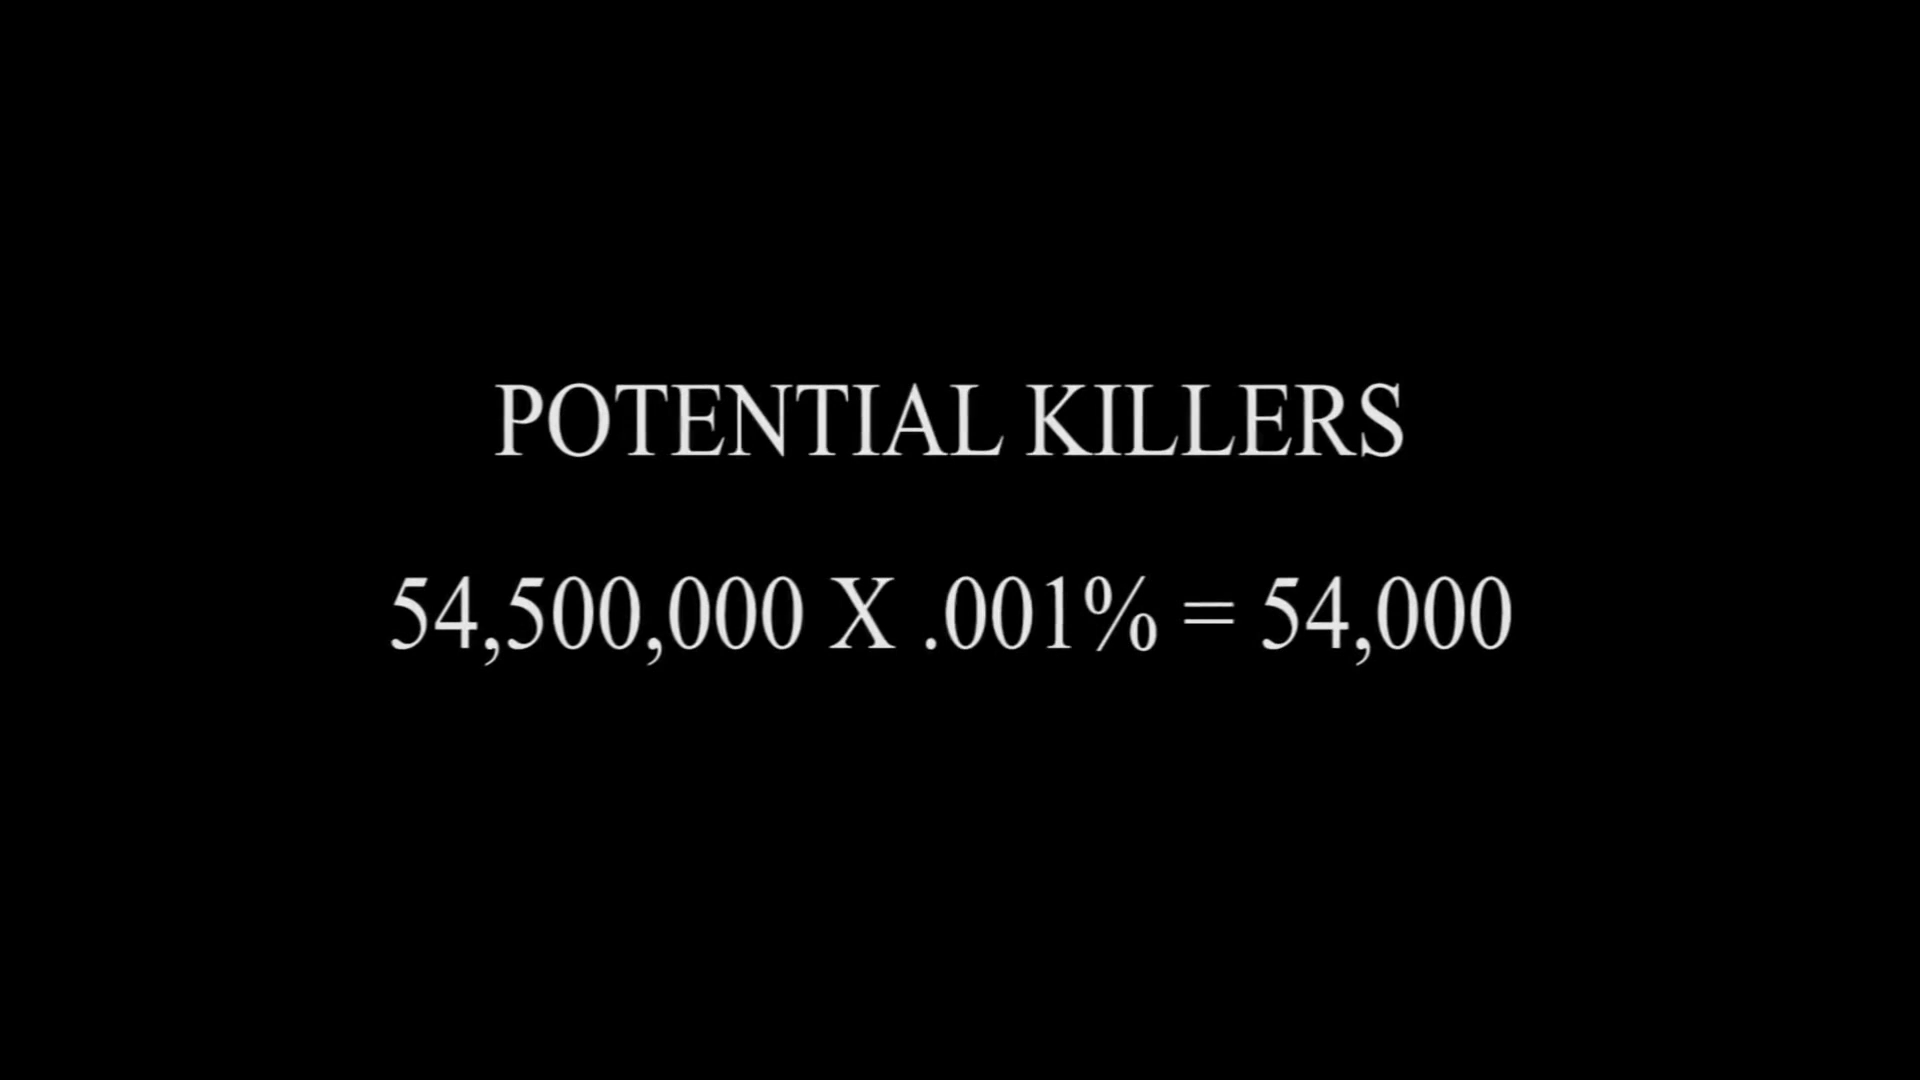 POTENTIAL KILLERS
54,500,000 X .001% = 54,000